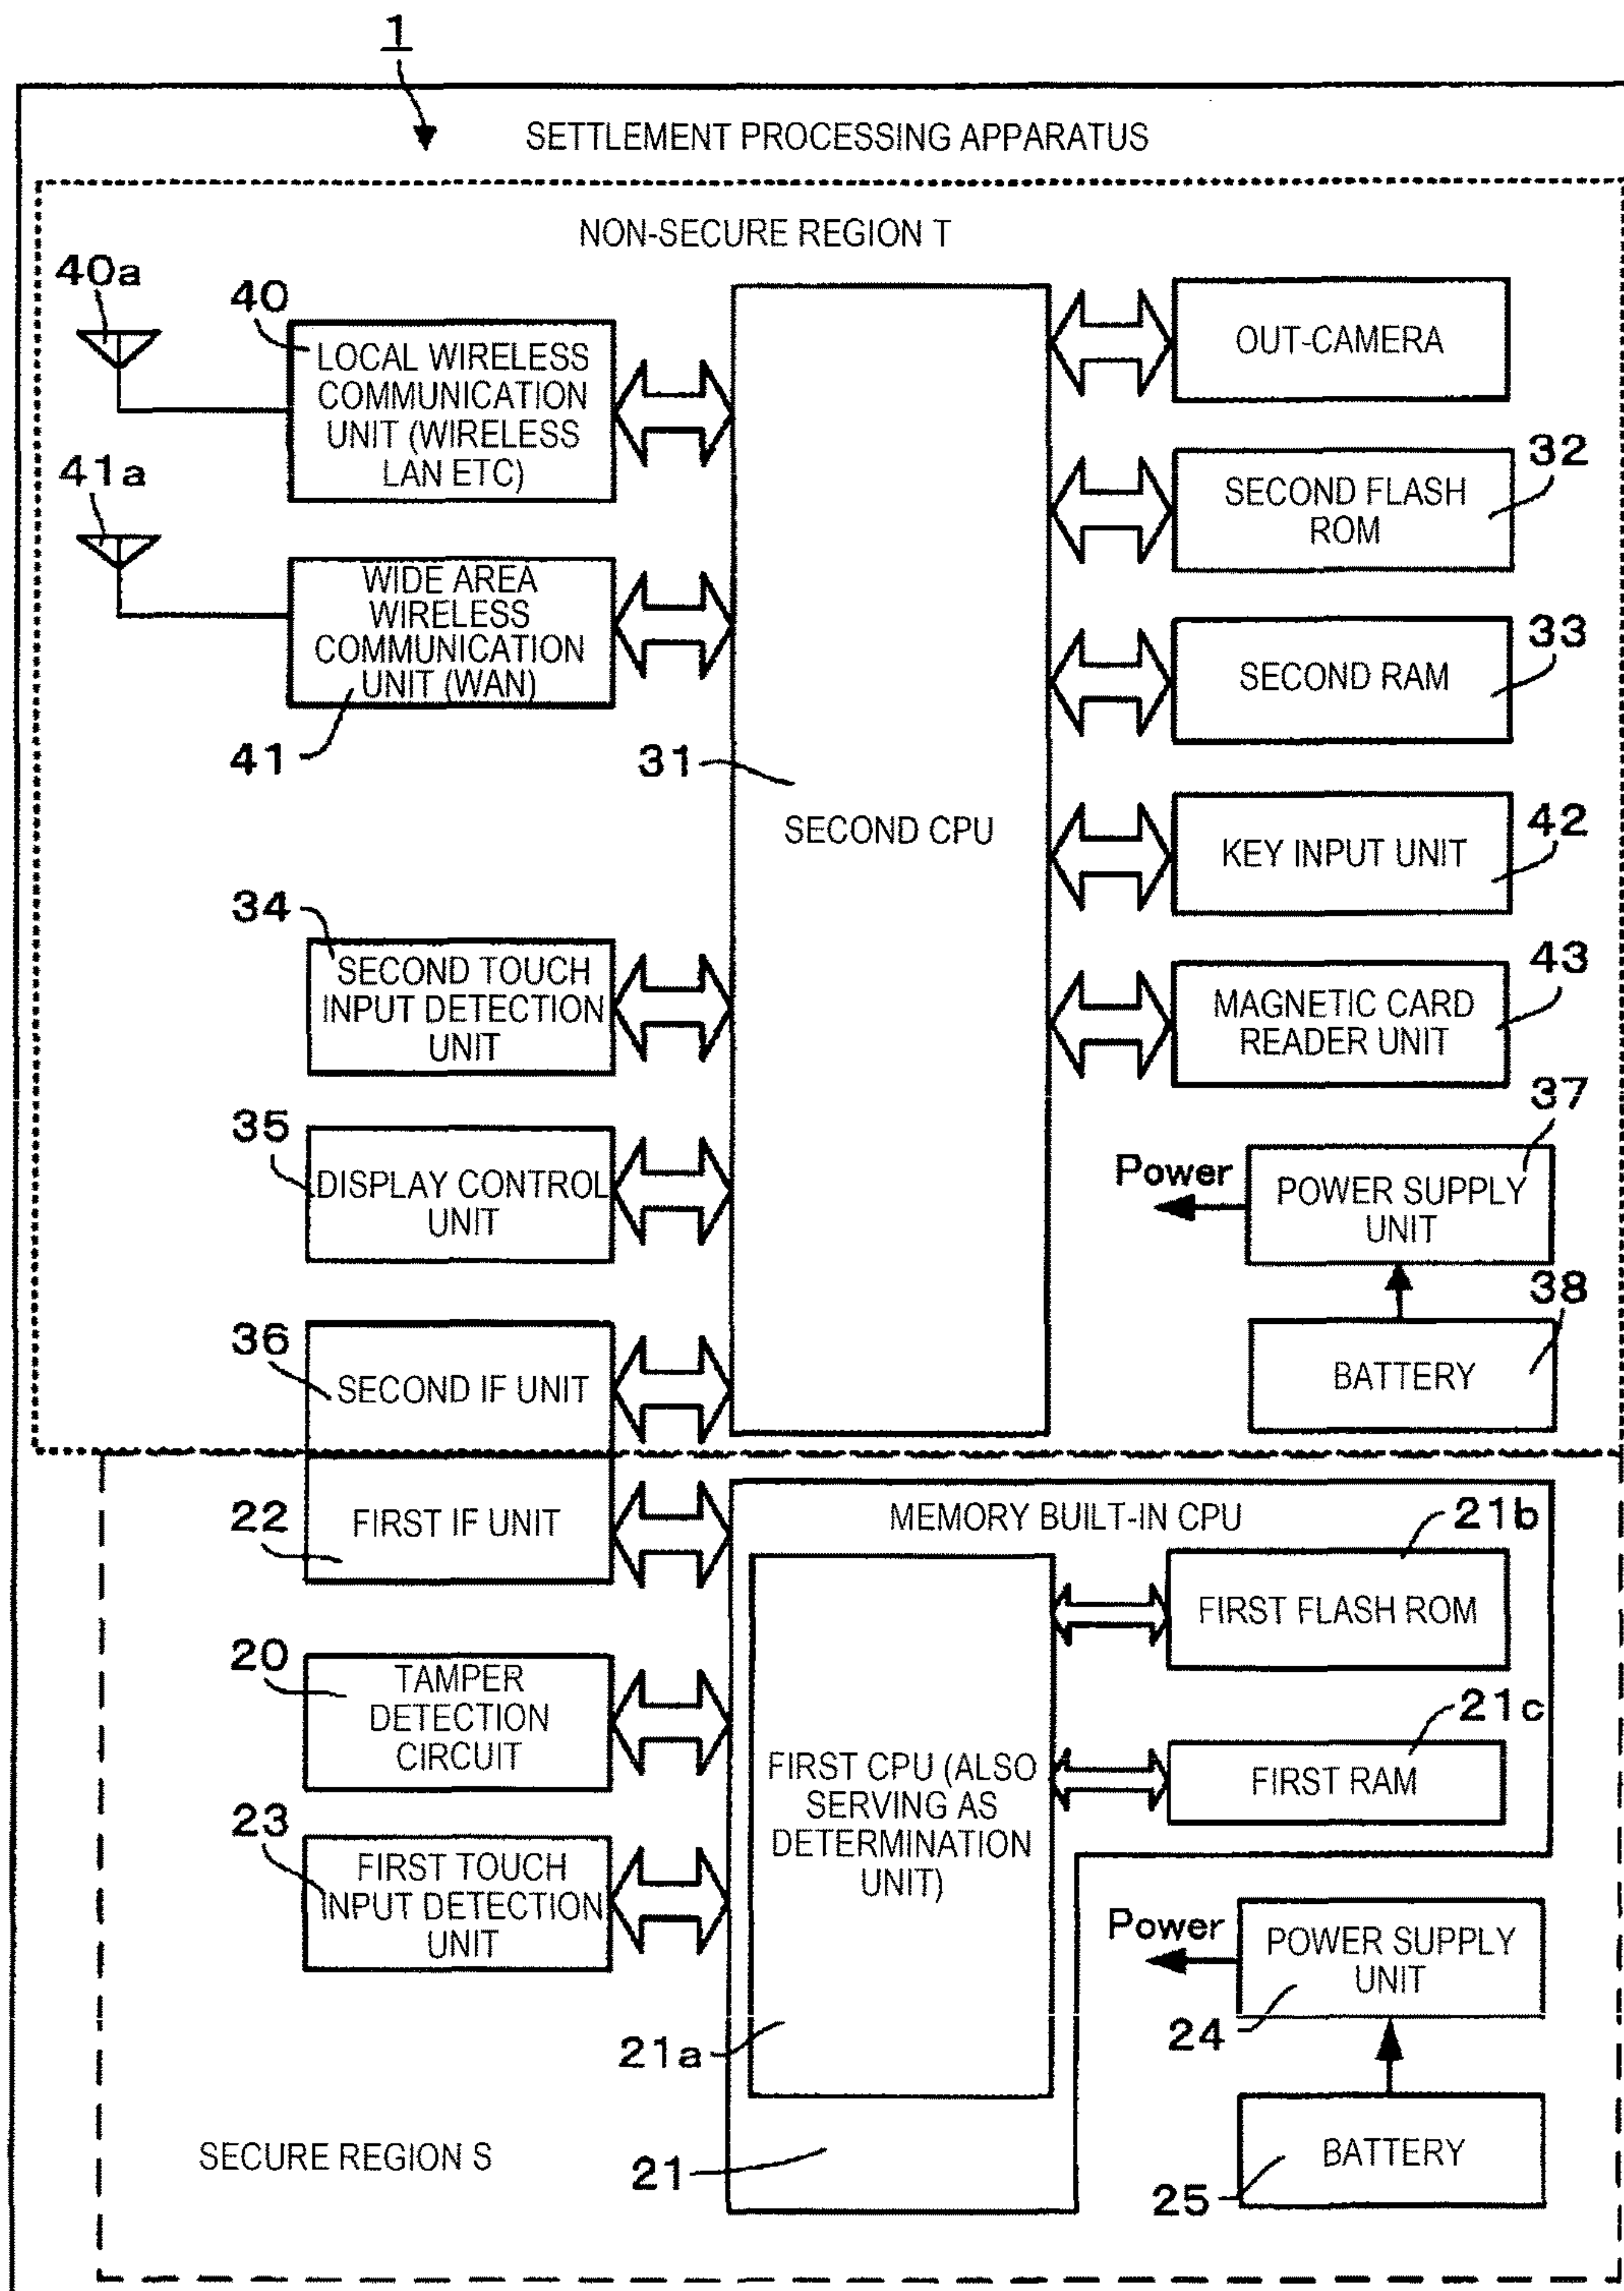 1
SETTLEMENT PROCESSING APPARATUS
NON-SECURE REGION T
40a
40
LOCAL WIRELESS
COMMUNICATION
UNIT (WIRELESS
LAN ETC)
OUT-CAMERA
41a
WIDE AREA
WIRELESS
COMMUNICATION
UNIT (WAN)
41
32
SECOND FLASH
ROM
33
SECOND RAM
31
SECOND CPU
42
KEY INPUT UNIT
34
SECOND TOUCH
INPUT DETECTION
UNIT
43
MAGNETIC CARD
READER UNIT
35
DISPLAY CONTROL
UNIT
37
Power
POWER SUPPLY
UNIT
36
SECOND IF UNIT
38
BATTERY
22
FIRST IF UNIT
MEMORY BUILT-IN CPU
21b
FIRST FLASH ROM
20
TAMPER
DETECTION
CIRCUIT
21c
FIRST RAM
FIRST CPU (ALSO
SERVING AS
DETERMINATION
UNIT)
23
FIRST TOUCH
INPUT DETECTION
UNIT
Power
POWER SUPPLY
UNIT
24
21a
SECURE REGION S
21
BATTERY
25